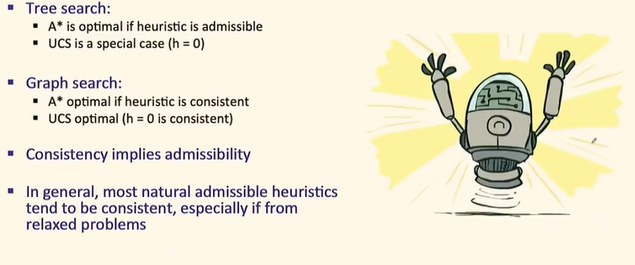 ▪ Tree search:
▪ A* is optimal if heuristic is admissible
▪ UCS is a special case (h = 0)
▪ Graph search:
▪ A* optimal if heuristic is consistent
▪ UCS optimal (h = 0 is consistent)
▪ Consistency implies admissibility
▪ In general, most natural admissible heuristics
tend to be consistent, especially if from
relaxed problems